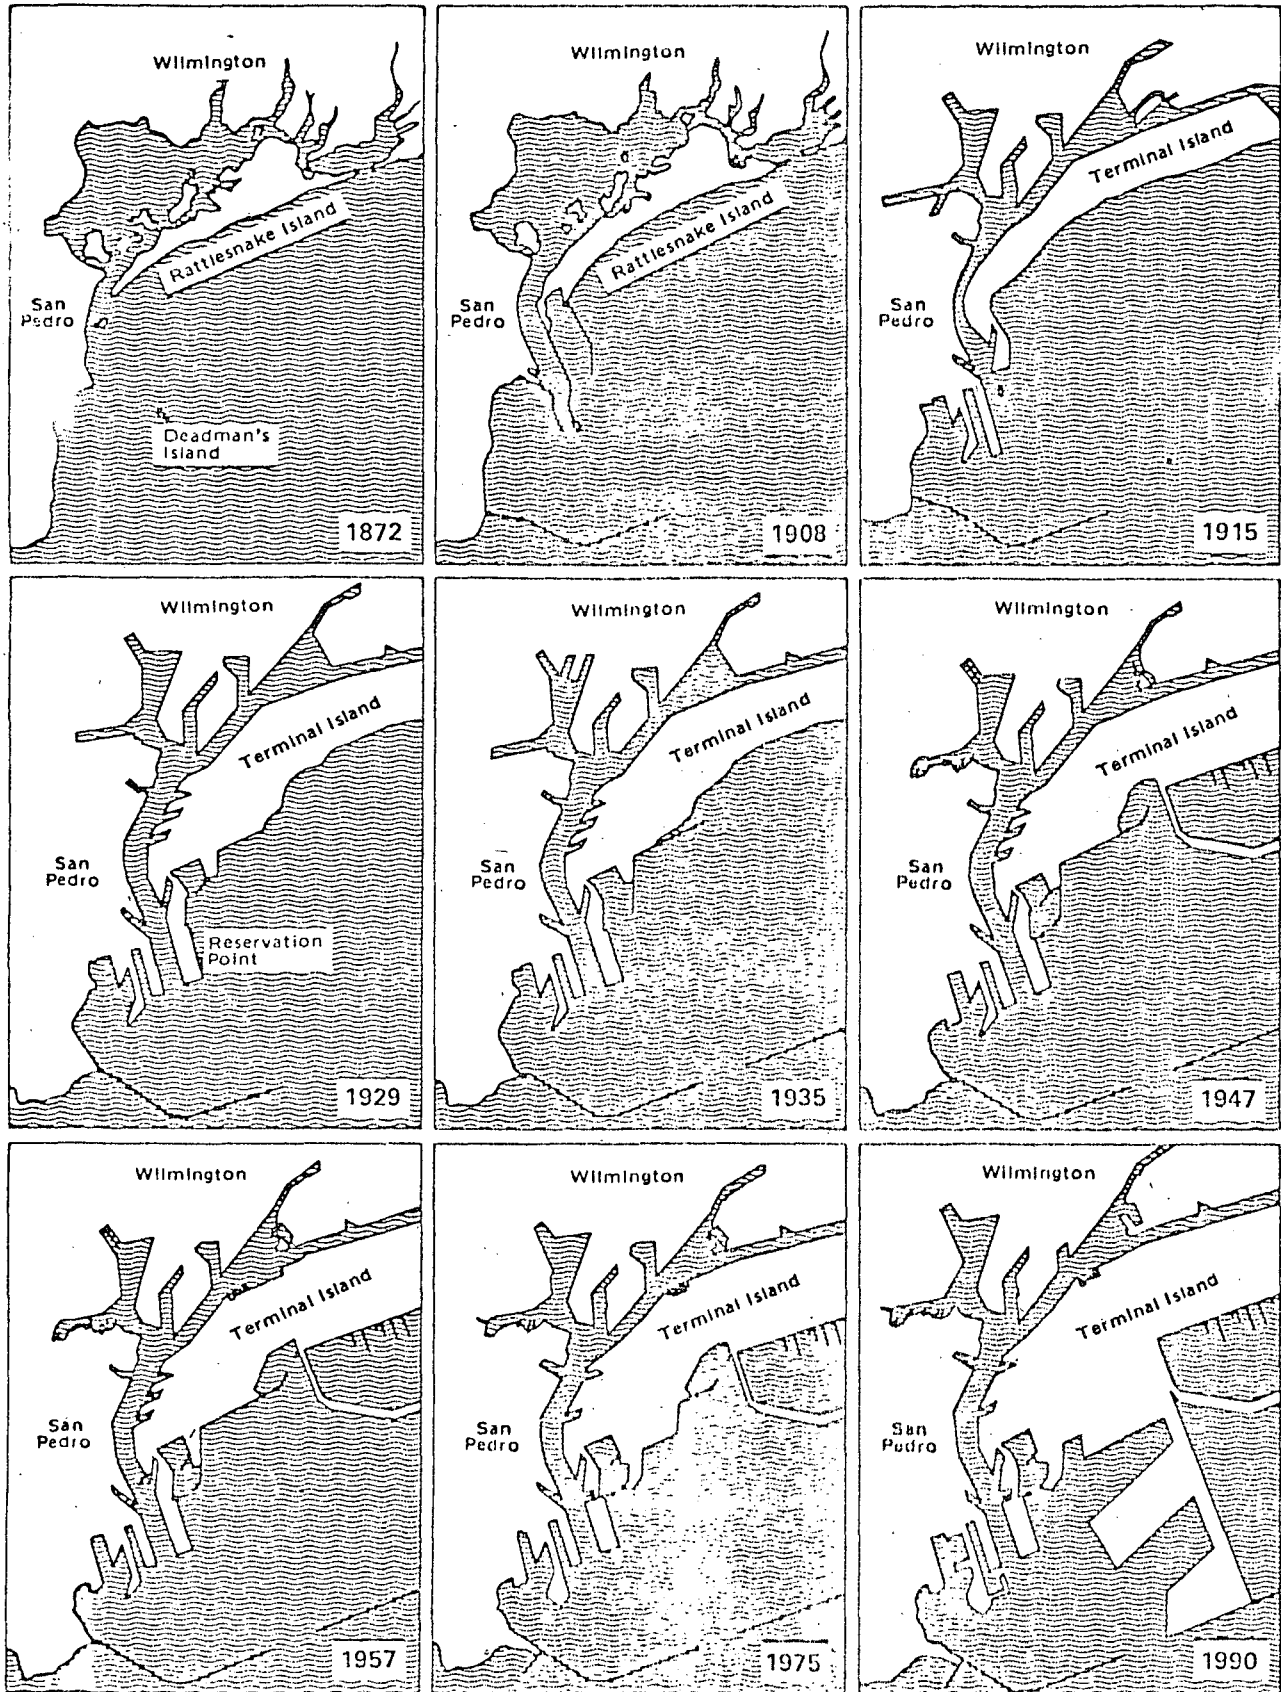 Wilmington
Rattlesnake Island
San
Pedro
Deadman's
Island
1872
Wilmington
Rattlesnake Island
San
Pedro
1908
Wilmington
Terminal Island
San
Pedro
1915
Wilmington
Terminal Island
San
Pedro
Reservation
Point
1929
Wilmington
Terminal Island
San
Pedro
1935
Wilmington
Terminal Island
San
Pedro
1947
Wilmington
Terminal Island
San
Pedro
1957
Wilmington
Terminal Island
San
Pedro
1975
Wilmington
Terminal Island
San
Pedro
1990